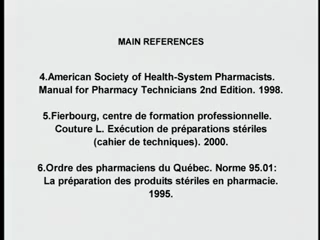 MAIN REFERENCES
4.American Society of Health-System Pharmacists.
Manual for Pharmacy Technicians 2nd Edition. 1998.
5.Fierbourg, centre de formation professionnelle.
Couture L. Exécution de préparations stériles
(cahier de techniques). 2000.
6.Ordre des pharmaciens du Québec. Norme 95.01:
La préparation des produits stériles en pharmacie.
1995.